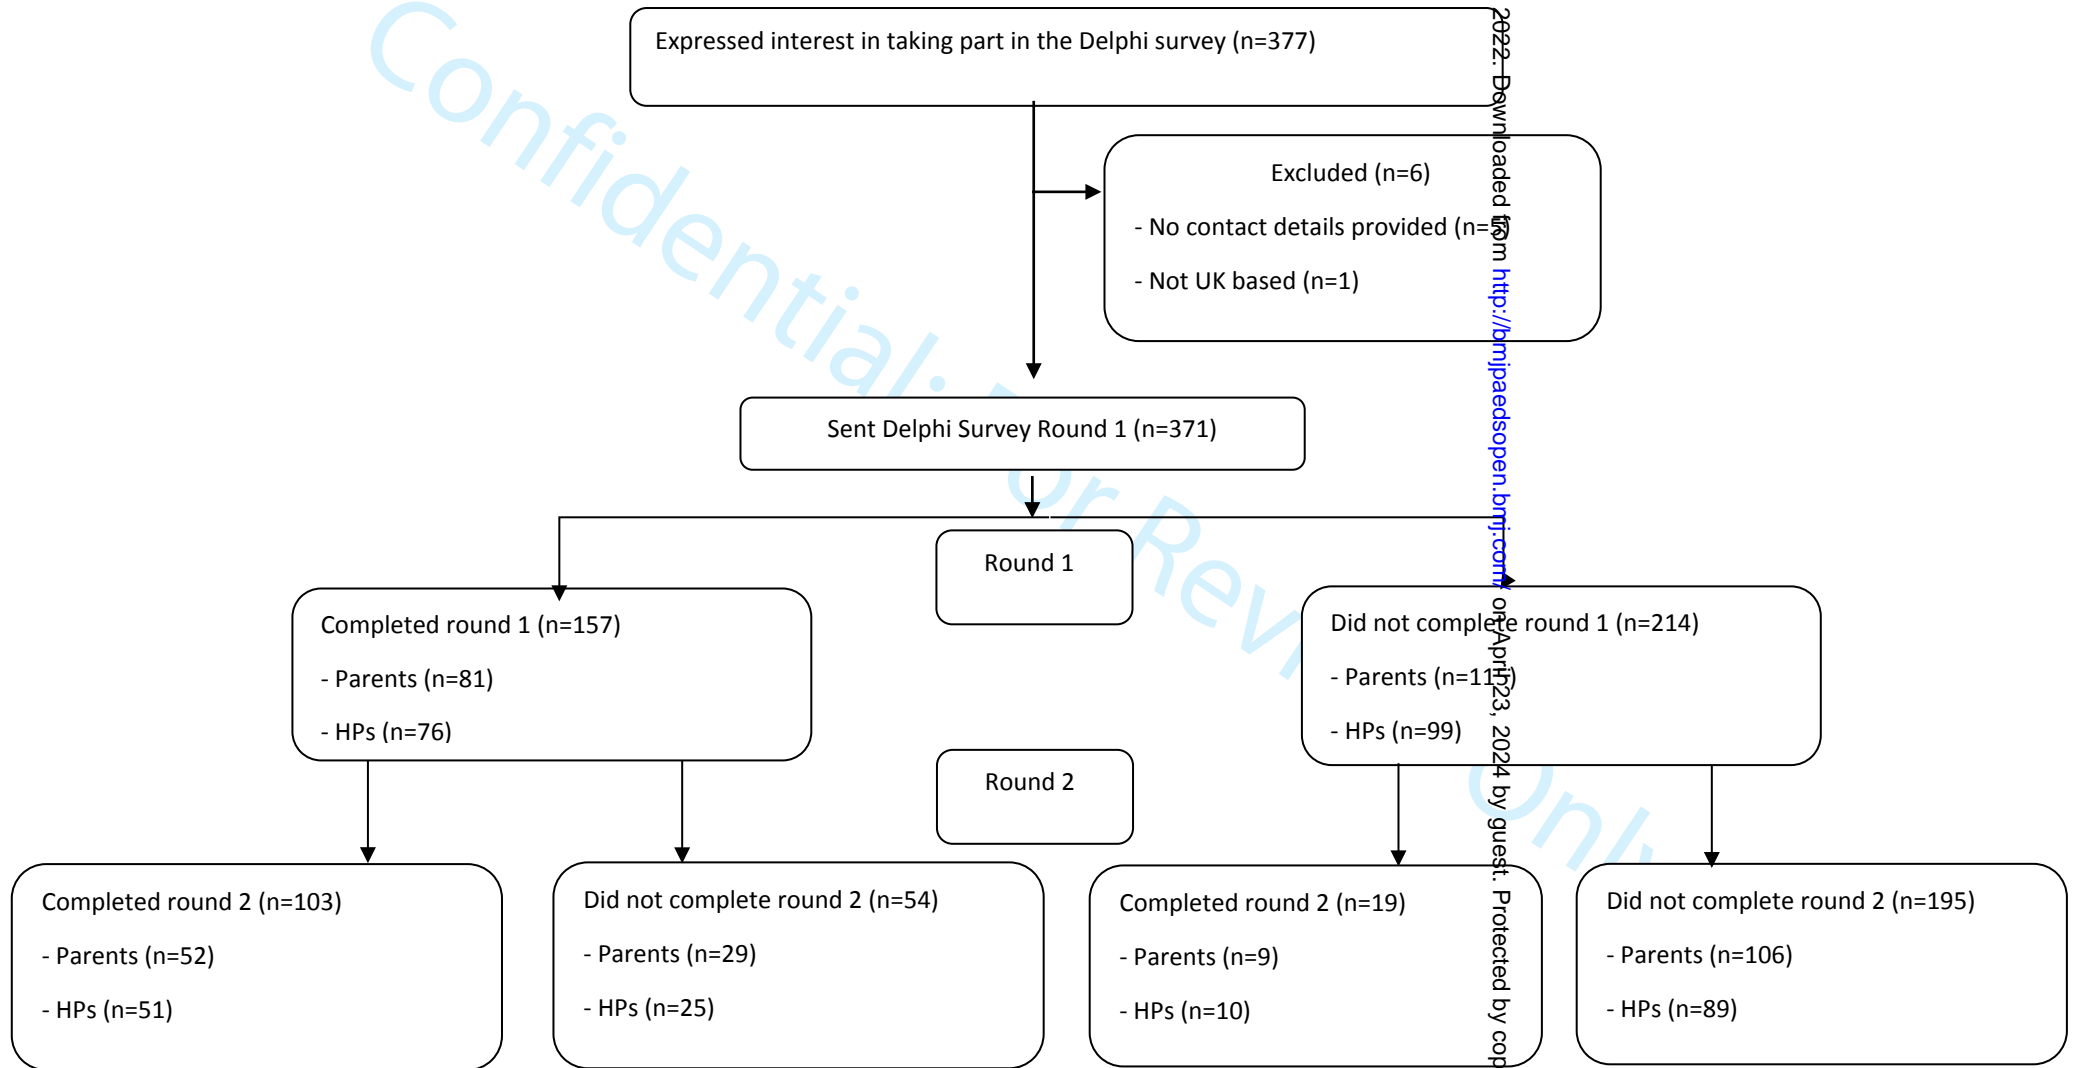 Expressed interest in taking part in the Delphi survey (n=377)
Excluded (n=6)
- No contact details provided (n=5)
- Not UK based (n=1)
Sent Delphi Survey Round 1 (n=371)
Round 1
Completed round 1 (n=157)
- Parents (n=81)
- HPs (n=76)
Did not complete round 1 (n=214)
- Parents (n=115)
- HPs (n=99)
Round 2
Completed round 2 (n=103)
- Parents (n=52)
- HPs (n=51)
Did not complete round 2 (n=54)
- Parents (n=29)
- HPs (n=25)
Completed round 2 (n=19)
- Parents (n=9)
- HPs (n=10)
Did not complete round 2 (n=195)
- Parents (n=106)
- HPs (n=89)
2022. Downloaded from http://bmjpaedsopen.bmj.com/ on April 23, 2024 by guest. Protected by cop
Confidential: For Review Only